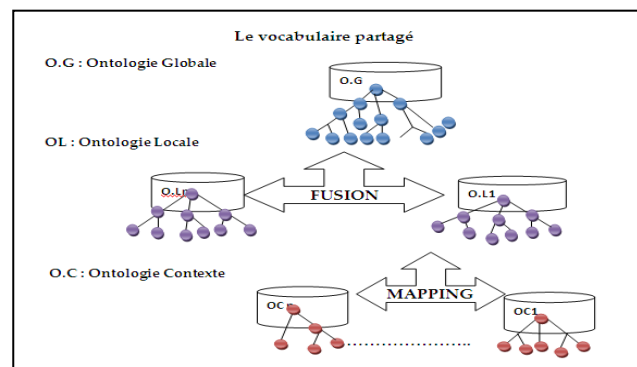 Le vocabulaire partagé
O.G : Ontologie Globale
O.G
OL : Ontologie Locale
O.Ln
FUSION
O.L1
O.C : Ontologie Contexte
OC
MAPPING
OC1